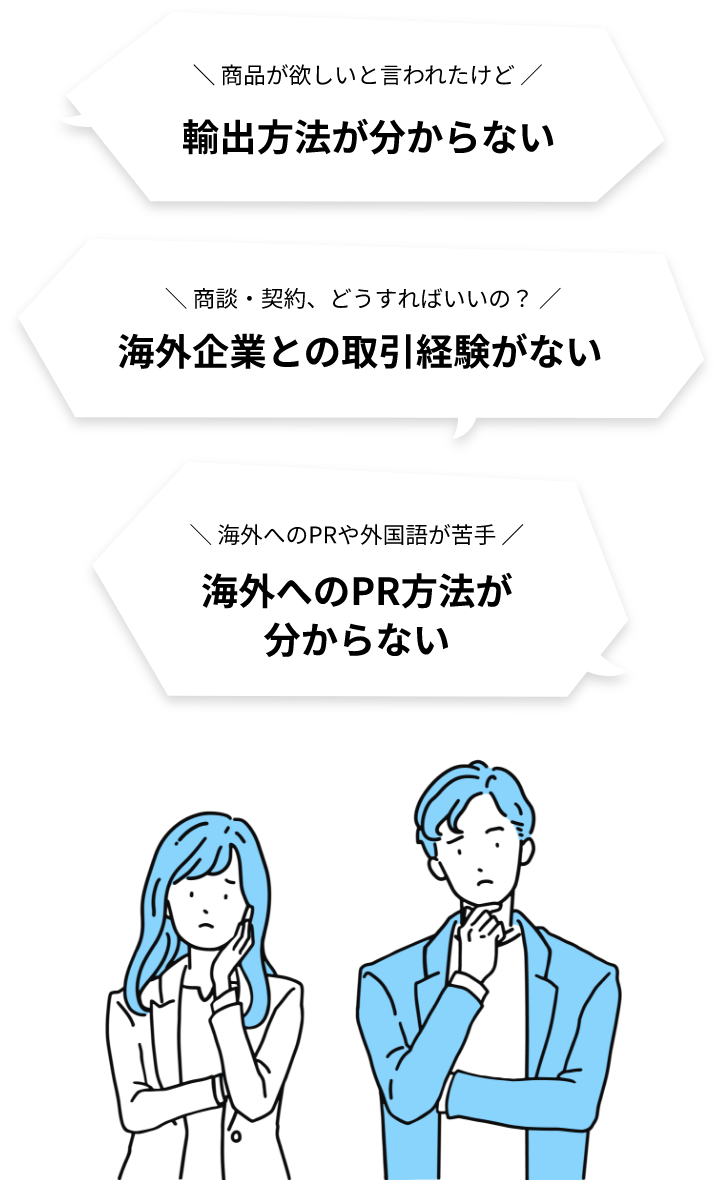 ＼ 商品が欲しいと言われたけど ／
輸出方法が分からない
＼ 商談・契約、どうすればいいの？ ／
海外企業との取引経験がない
＼ 海外へのPRや外国語が苦手 ／
海外へのPR方法が
分からない